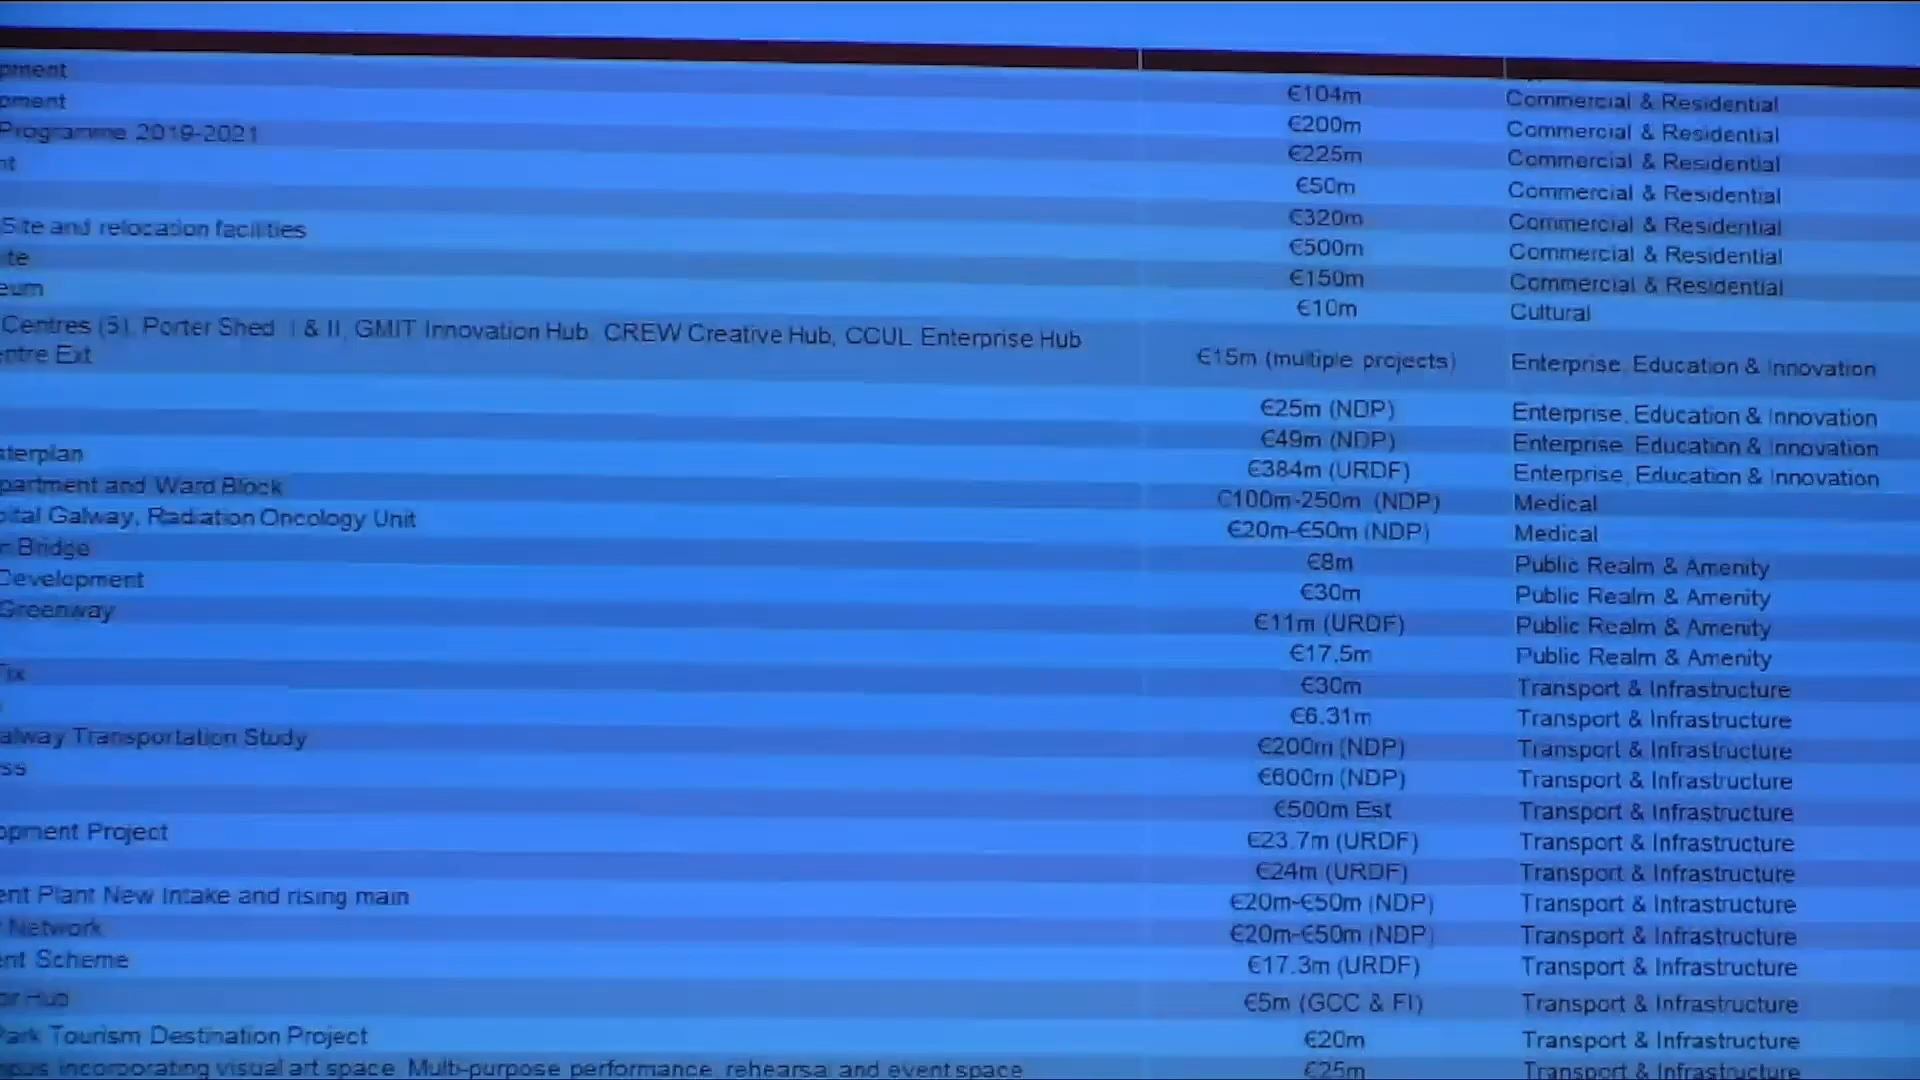 pment €104m Commercial & Residential
pment €200m Commercial & Residential
Programme 2019-2021 €225m Commercial & Residential
nt €50m Commercial & Residential
€320m Commercial & Residential
Site and relocation facilities €500m Commercial & Residential
te €150m Commercial & Residential
eum €10m Cultural
Centres (5), Porter Shed I & II, GMIT Innovation Hub, CREW Creative Hub, CCUL Enterprise Hub
entre Ext €15m (multiple projects) Enterprise, Education & Innovation
€25m (NDP) Enterprise, Education & Innovation
€49m (NDP) Enterprise, Education & Innovation
sterplan €384m (URDF) Enterprise, Education & Innovation
partment and Ward Block €100m-250m (NDP) Medical
pital Galway, Radiation Oncology Unit €20m-€50m (NDP) Medical
n Bridge €8m Public Realm & Amenity
Development €30m Public Realm & Amenity
Greenway €11m (URDF) Public Realm & Amenity
€17.5m Public Realm & Amenity
Fix €30m Transport & Infrastructure
€6.31m Transport & Infrastructure
alway Transportation Study €200m (NDP) Transport & Infrastructure
ss €600m (NDP) Transport & Infrastructure
€500m Est Transport & Infrastructure
opment Project €23.7m (URDF) Transport & Infrastructure
€24m (URDF) Transport & Infrastructure
ent Plant New Intake and rising main €20m-€50m (NDP) Transport & Infrastructure
Network €20m-€50m (NDP) Transport & Infrastructure
ent Scheme €17.3m (URDF) Transport & Infrastructure
or Hub €5m (GCC & FI) Transport & Infrastructure
Park Tourism Destination Project €20m Transport & Infrastructure
pus incorporating visual art space, Multi-purpose performance, rehearsal and event space €25m Transport & Infrastructure